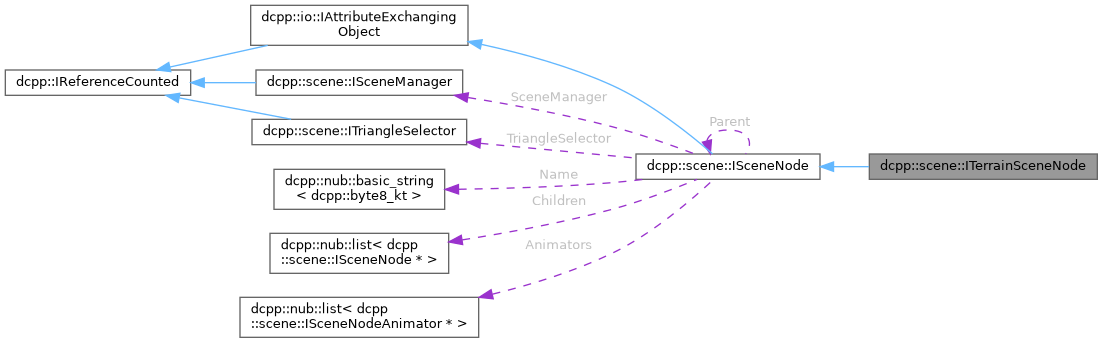 dcpp::io::IAttributeExchanging
Object
dcpp::IReferenceCounted
dcpp::scene::ISceneManager
SceneManager
Parent
dcpp::scene::ITriangleSelector
TriangleSelector
dcpp::scene::ISceneNode
dcpp::scene::ITerrainSceneNode
dcpp::nub::basic_string
< dcpp::byte8_kt >
Name
Children
dcpp::nub::list< dcpp
::scene::ISceneNode * >
Animators
dcpp::nub::list< dcpp
::scene::ISceneNodeAnimator * >